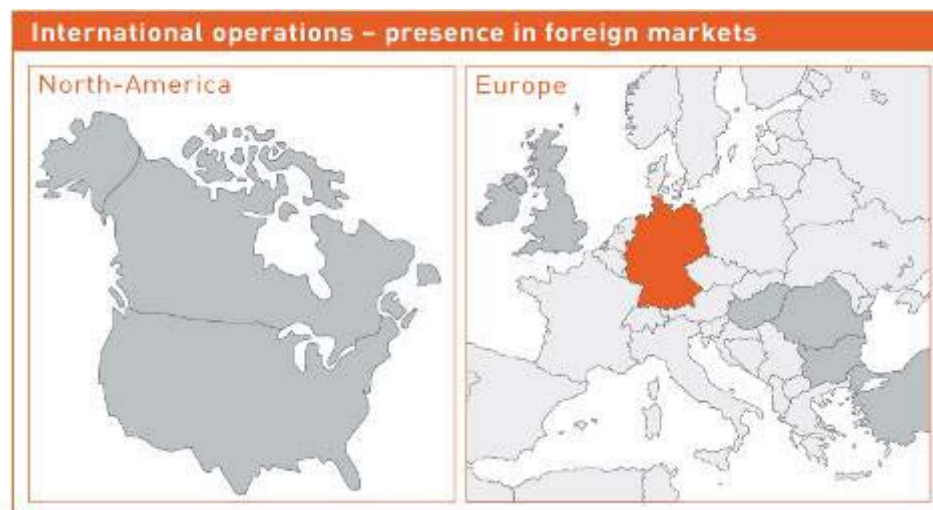 International operations – presence in foreign markets
North-America
Europe